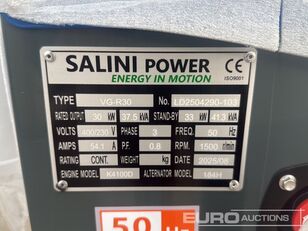 SALINI POWER CE
ENERGY IN MOTION ISO9001
TYPE VG-R30 No. LD2504290-103
RATED OUTPUT 30 kW 37.5 kVA STAND-BY 33 kW 41.3 kVA
VOLTS 400/230 V PHASE 3 FREQ. 50 Hz
AMPS 54.1 A P.F. 0.8 RPM. 1500 r/min
RATING CONT. WEIGHT kg DATE 2025/08
ENGINE MODEL K4100D ALTERNATOR MODEL 184H
50 Hz
EURO AUCTIONS